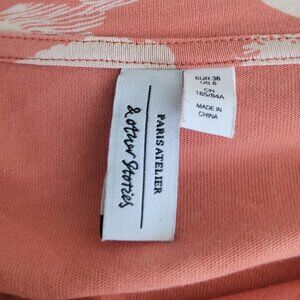 PARIS ATELIER
& other Stories
EUR 36
US 6
CN
165/84A
MADE IN
CHINA